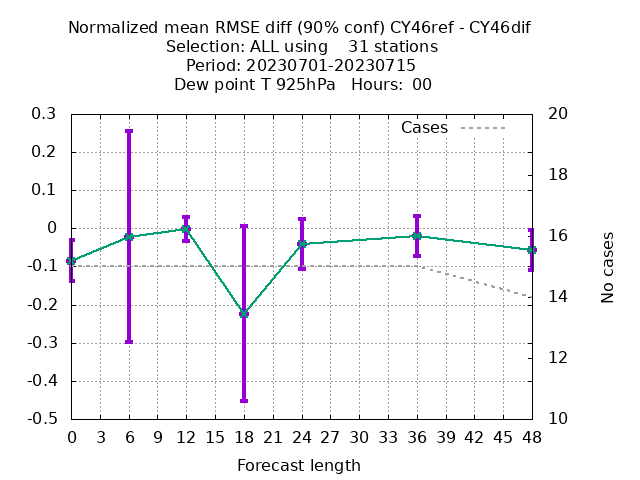 Normalized mean RMSE diff (90% conf) CY46ref - CY46dif
Selection: ALL using    31 stations
Period: 20230701-20230715
Dew point T 925hPa   Hours:  00
Cases
0.3
0.2
0.1
0
-0.1
-0.2
-0.3
-0.4
-0.5
20
18
16
14
12
10
No cases
0 3 6 9 12 15 18 21 24 27 30 33 36 39 42 45 48
Forecast length